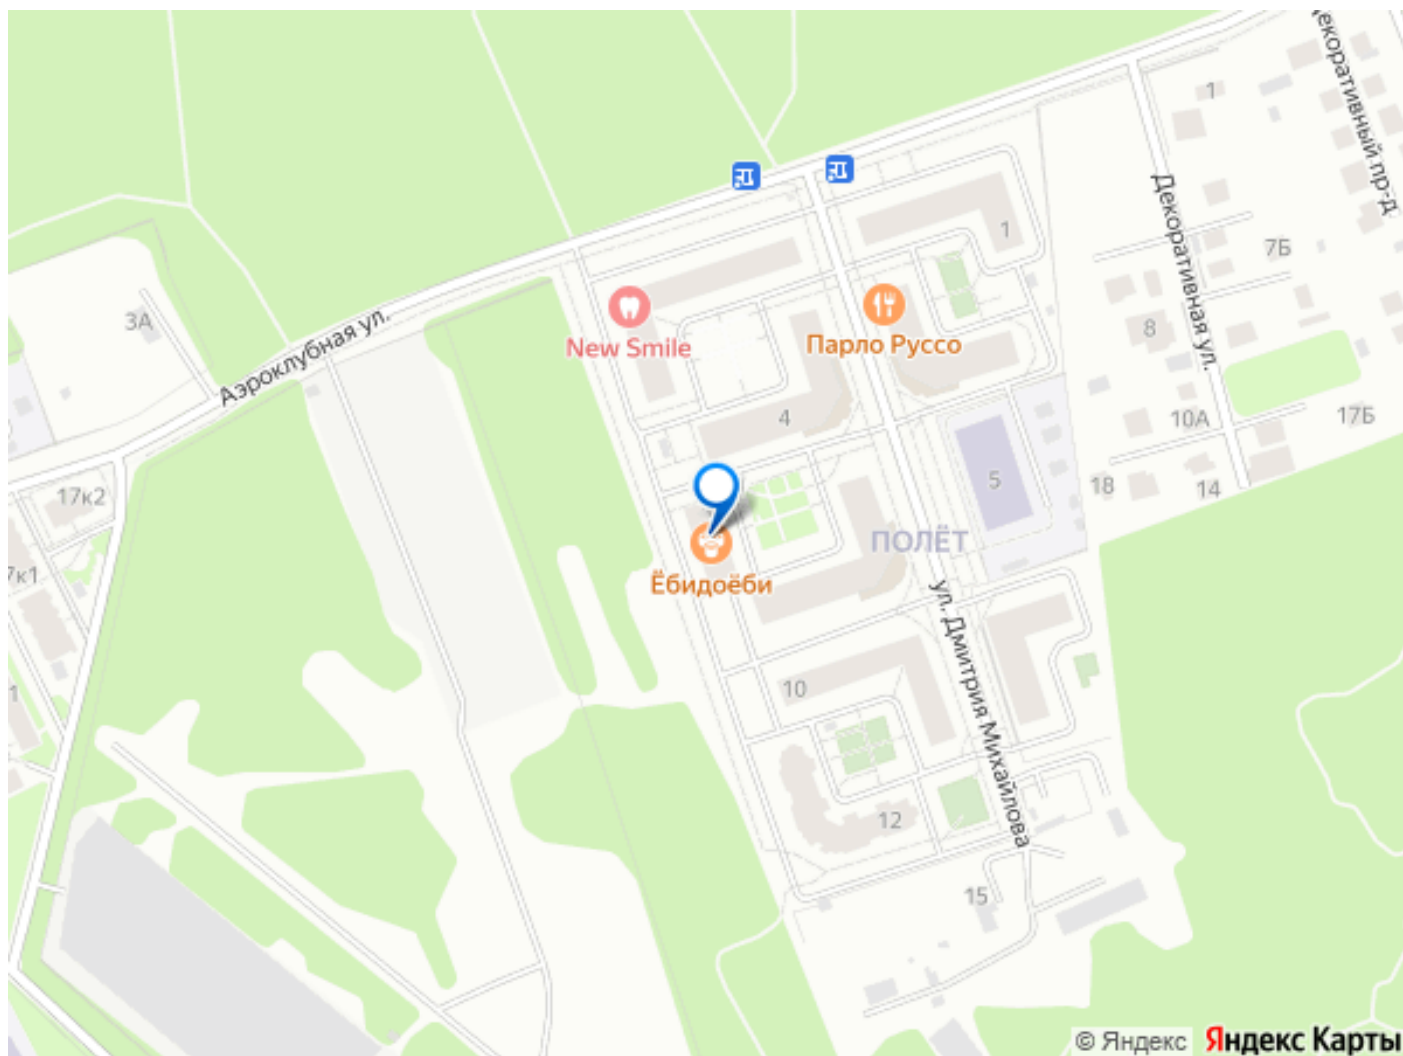 Декоративный пр-д
1
Декоративная ул.
1
7Б
3А
Аэроклубная ул.
8
New Smile
Парло Руссо
4
10А
17Б
17к2
5
18
14
ПОЛЁТ
7к1
Ёбидоёби
ул. Дмитрия Михайлова
10
1
12
15
© Яндекс Яндекс Карты